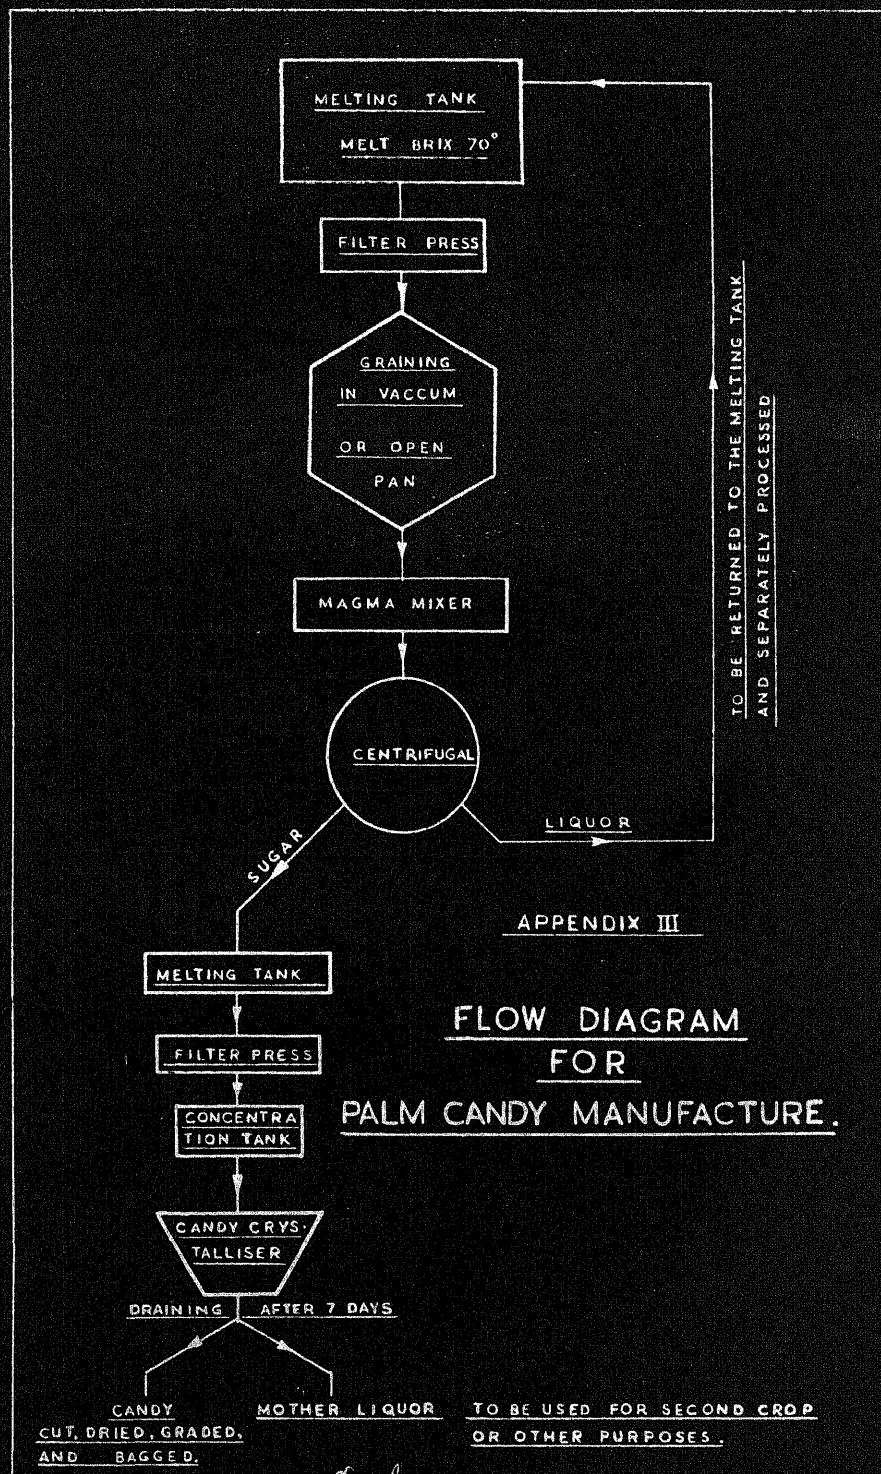 MELTING TANK
MELT BRIX 70°
FILTER PRESS
GRAINING
IN VACCUM
OR OPEN
PAN
MAGMA MIXER
CENTRIFUGAL
LIQUOR
TO BE RETURNED TO THE MELTING TANK
AND SEPARATELY PROCESSED
SUGAR
APPENDIX III
FLOW DIAGRAM
FOR
PALM CANDY MANUFACTURE.
MELTING TANK
FILTER PRESS
CONCENTRA
TION TANK
CANDY CRYS-
TALLISER
DRAINING AFTER 7 DAYS
CANDY
CUT, DRIED, GRADED,
AND BAGGED.
MOTHER LIQUOR
TO BE USED FOR SECOND CROP
OR OTHER PURPOSES.